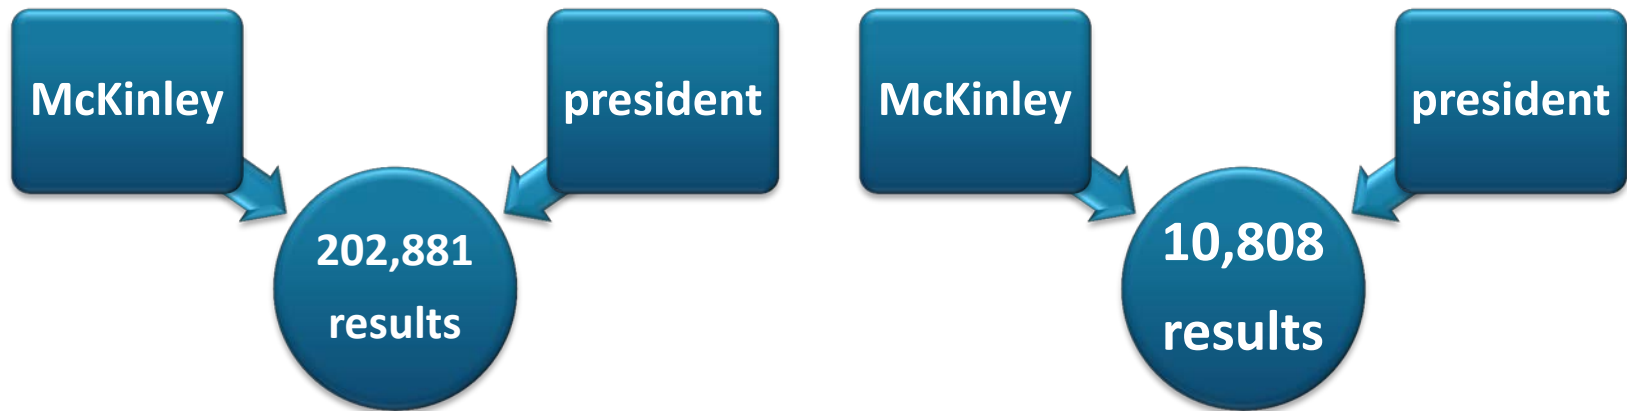 McKinley
president
202,881
results
McKinley
president
10,808
results